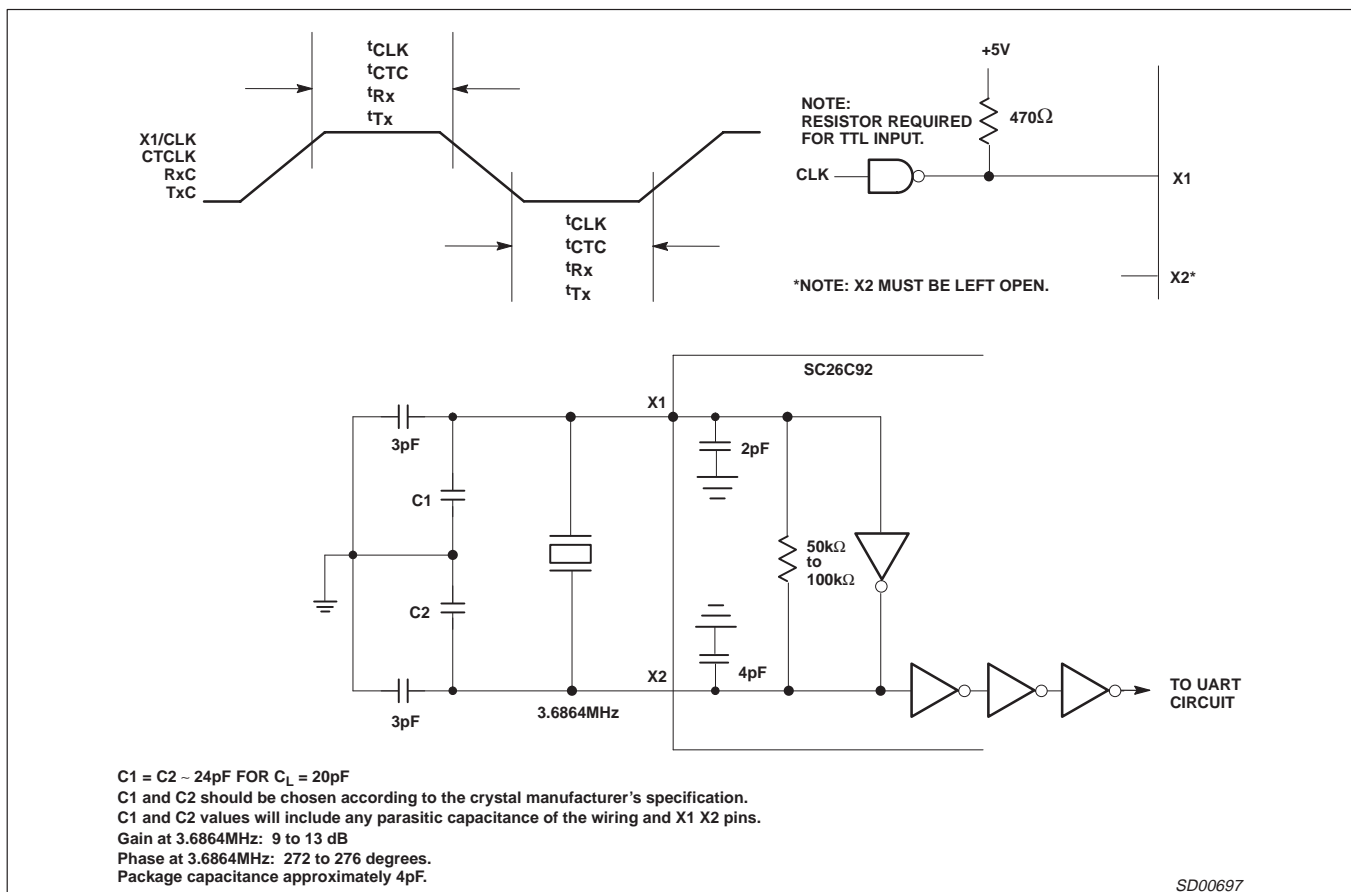 tCLK
tCTC
tRx
tTx
X1/CLK
CTCLK
RxC
TxC
tCLK
tCTC
tRx
tTx
+5V
NOTE:
RESISTOR REQUIRED
FOR TTL INPUT.
470Ω
CLK
X1
*NOTE: X2 MUST BE LEFT OPEN.
X2*
SC26C92
X1
3pF
2pF
C1
50kΩ
to
100kΩ
C2
4pF
X2
3pF
3.6864MHz
TO UART
CIRCUIT
C1 = C2 ~ 24pF FOR CL = 20pF
C1 and C2 should be chosen according to the crystal manufacturer's specification.
C1 and C2 values will include any parasitic capacitance of the wiring and X1 X2 pins.
Gain at 3.6864MHz: 9 to 13 dB
Phase at 3.6864MHz: 272 to 276 degrees.
Package capacitance approximately 4pF.
SD00697